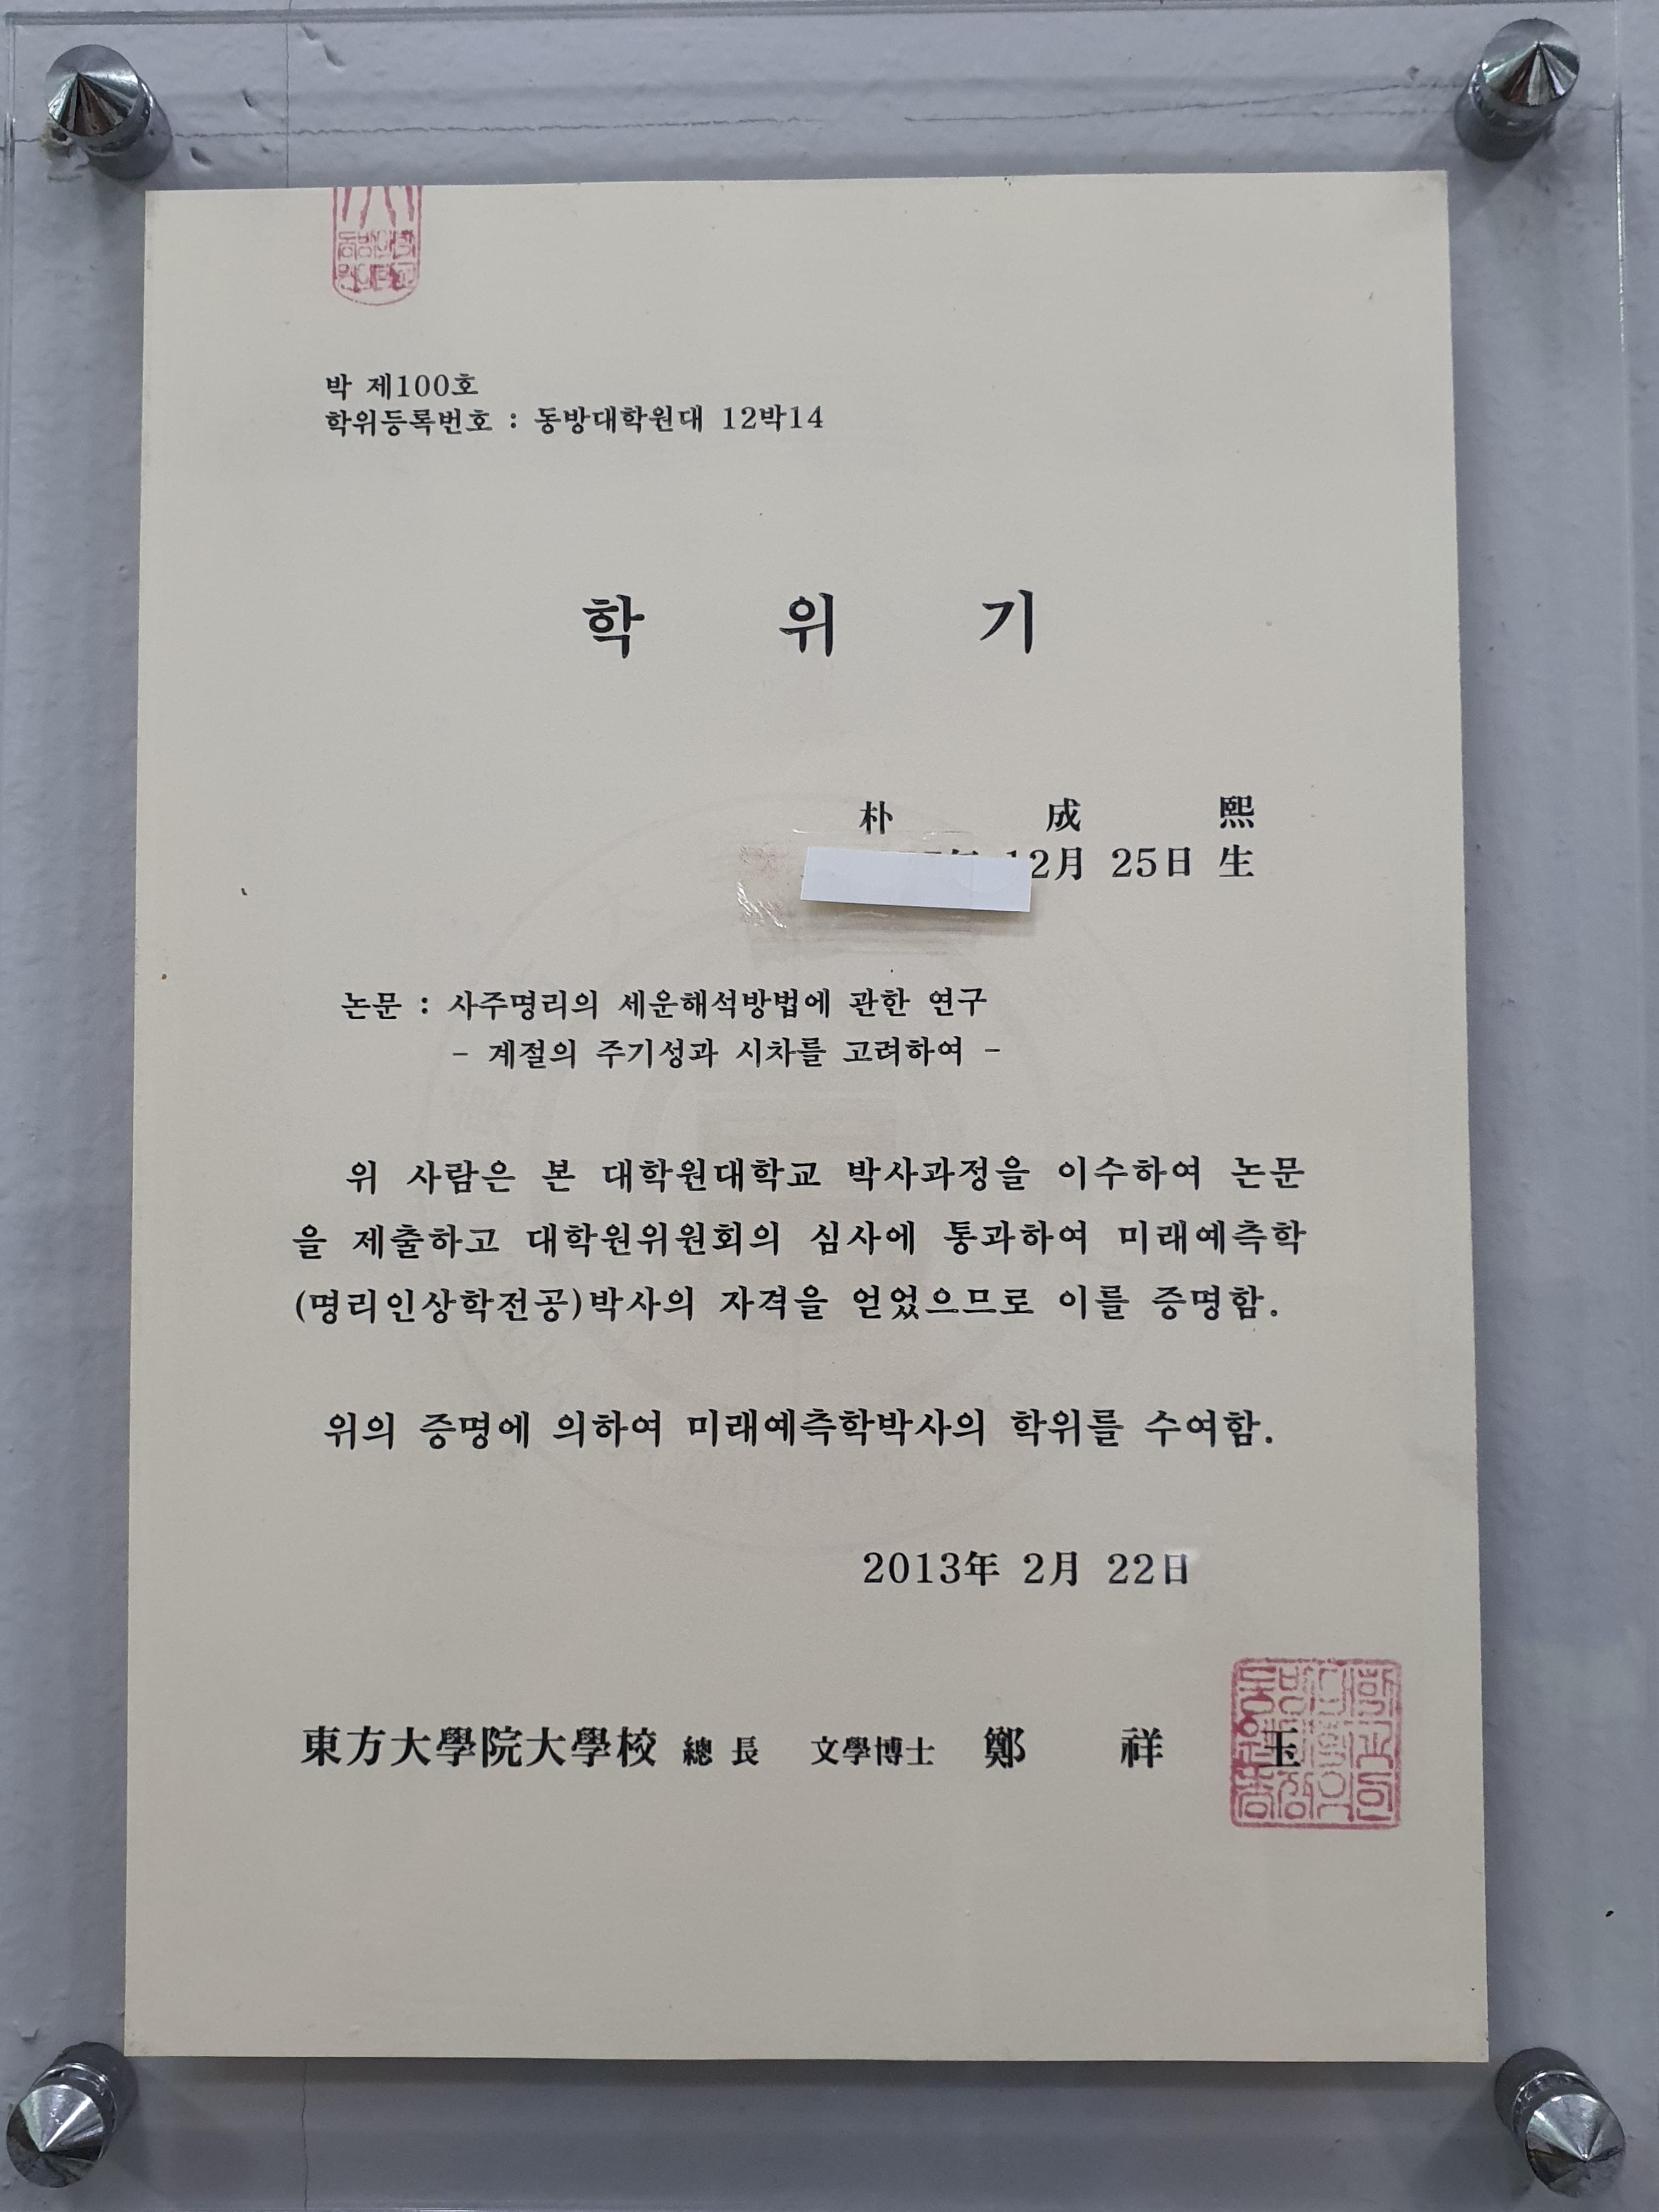 박 제100호
학위등록번호 : 동방대학원대 12박14
학 위 기
朴 成 熙
年 12月 25日 生
논문 : 사주명리의 세운해석방법에 관한 연구
- 계절의 주기성과 시차를 고려하여 -
위 사람은 본 대학원대학교 박사과정을 이수하여 논문
을 제출하고 대학원위원회의 심사에 통과하여 미래예측학
(명리인상학전공)박사의 자격을 얻었으므로 이를 증명함.
위의 증명에 의하여 미래예측학박사의 학위를 수여함.
2013年 2月 22日
東方大學院大學校 總 長 文學博士 鄭 祥 玉